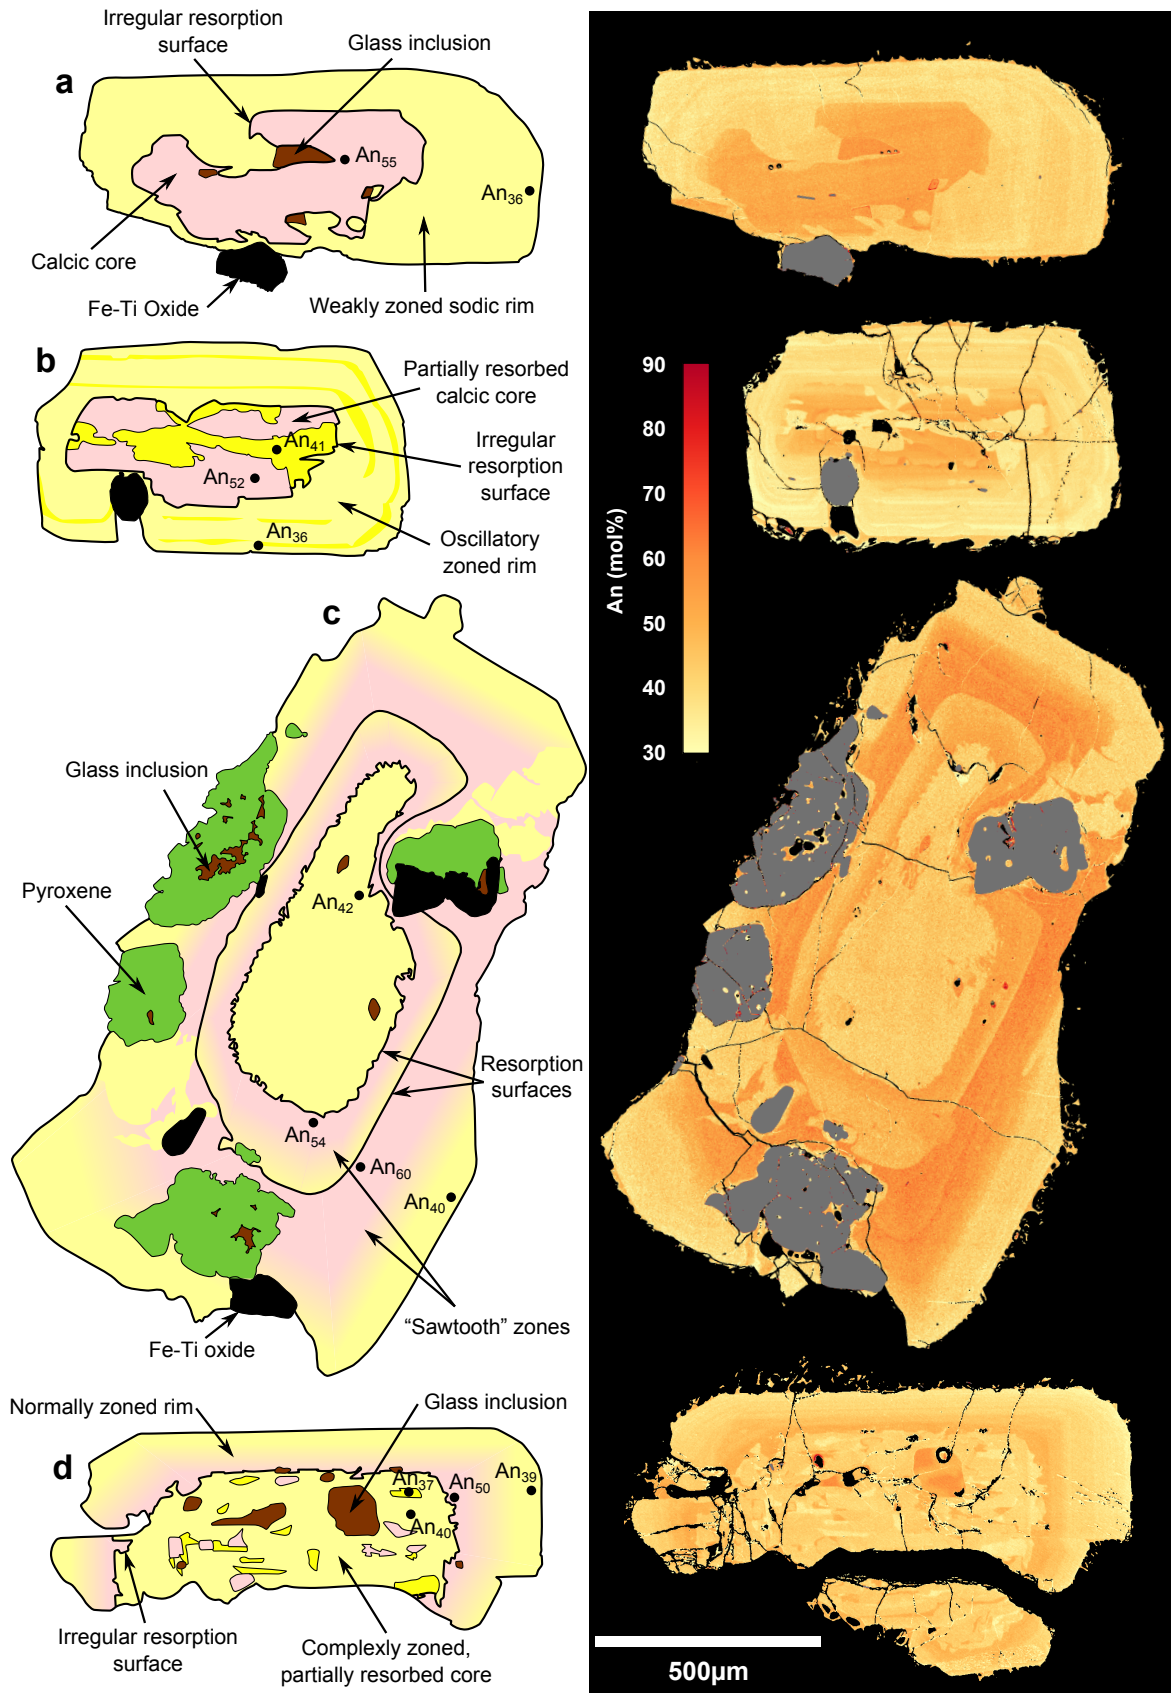 Irregular resorption
surface
Glass inclusion
a
An55
An36
Calcic core
Fe-Ti Oxide
Weakly zoned sodic rim
b
Partially resorbed
calcic core
An41
Irregular
resorption
surface
An52
An36
Oscillatory
zoned rim
90
80
70
60
50
40
30
An (mol%)
c
Glass inclusion
Pyroxene
An42
Resorption
surfaces
An54
An60
An40
"Sawtooth" zones
Fe-Ti oxide
Normally zoned rim
Glass inclusion
d
An37
An50
An39
An40
Irregular resorption
surface
Complexly zoned,
partially resorbed core
500µm